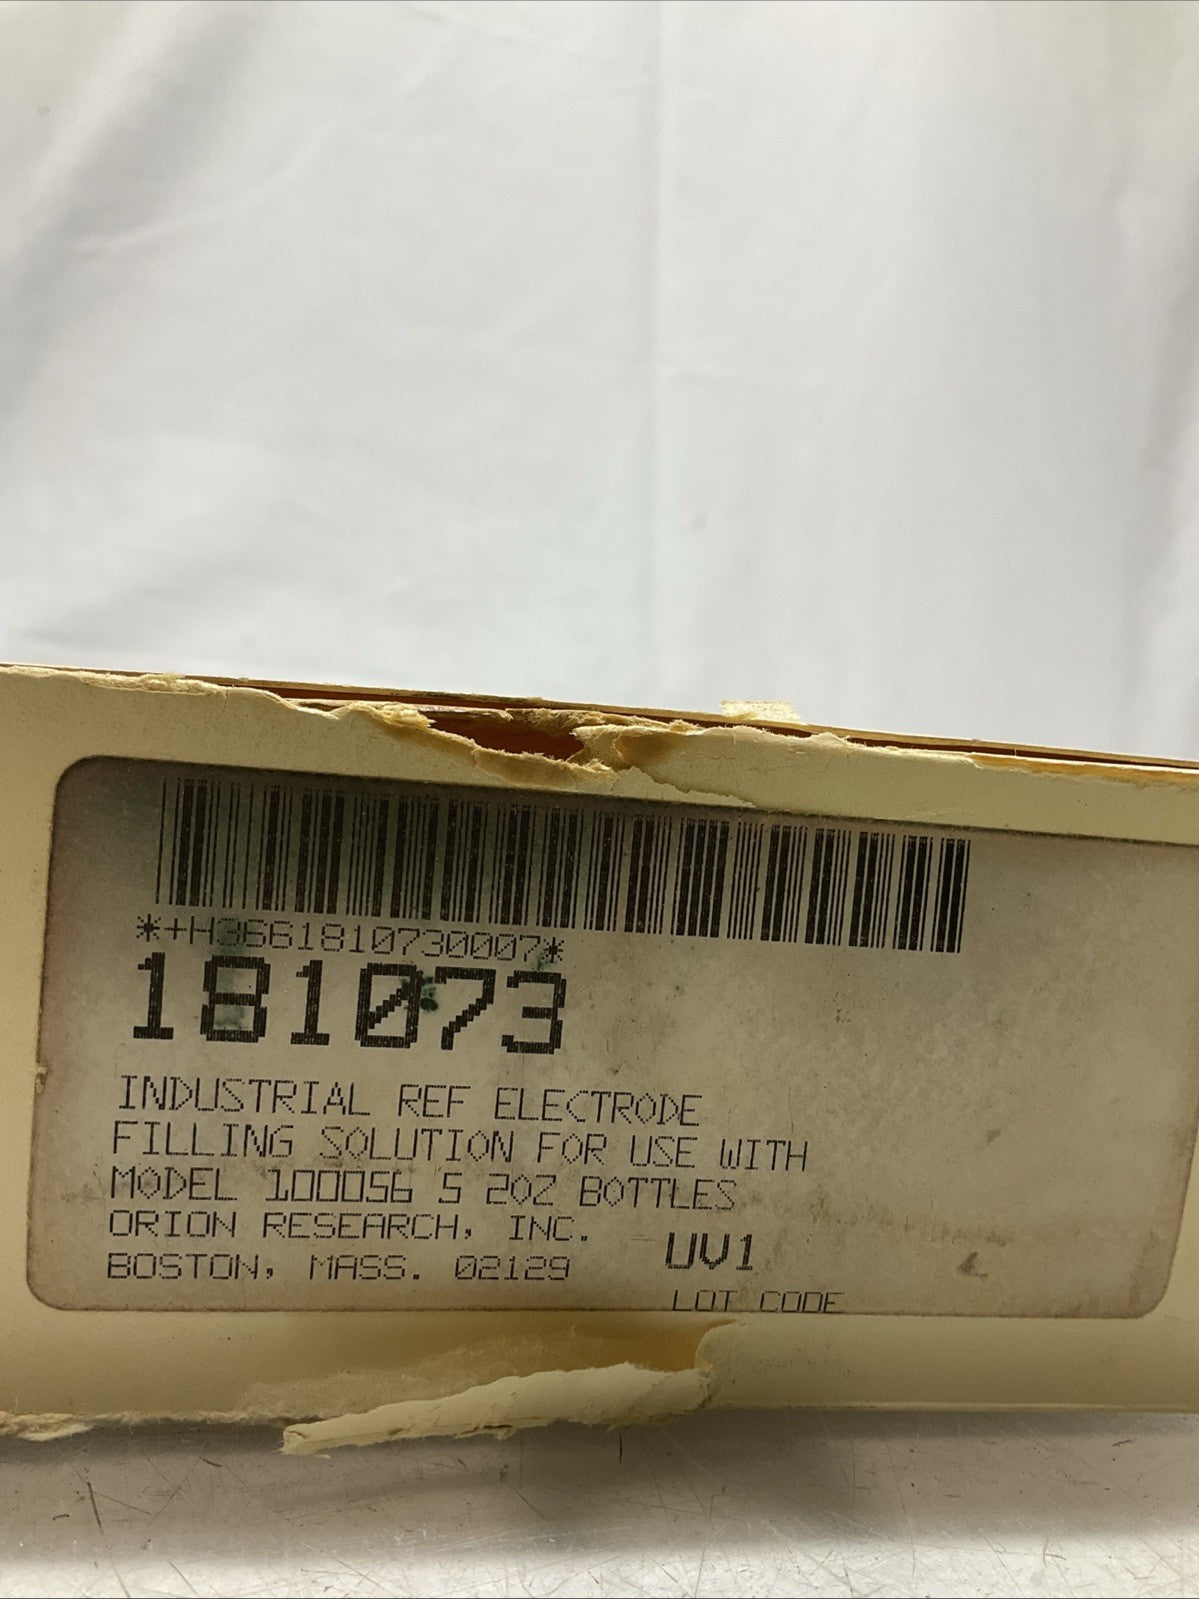 *+H3661810730007*
181073
INDUSTRIAL REF ELECTRODE
FILLING SOLUTION FOR USE WITH
MODEL 100056 5 2OZ BOTTLES
ORION RESEARCH, INC.
BOSTON, MASS. 02129
UV1
LOT CODE